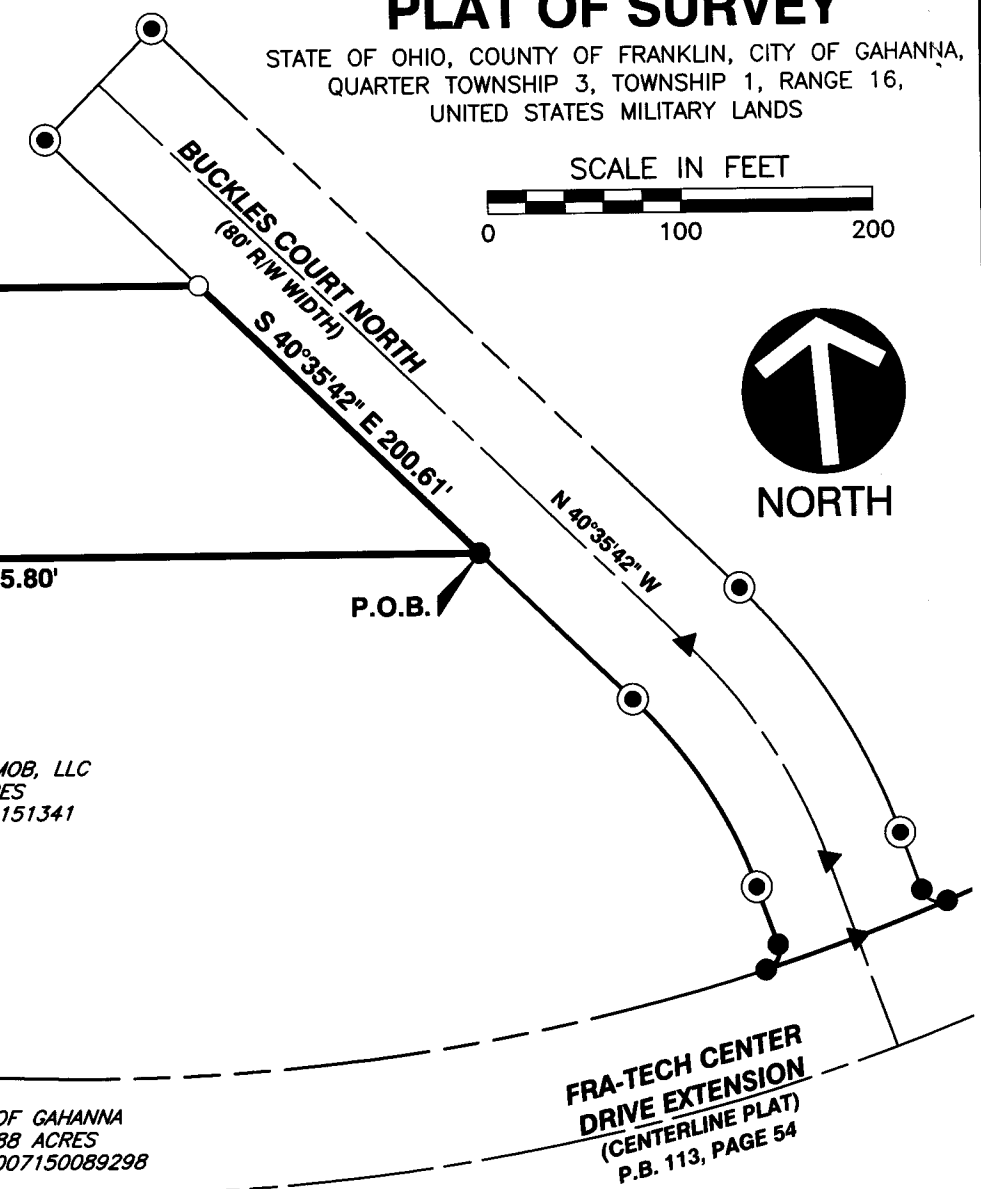 PLAT OF SURVEY
STATE OF OHIO, COUNTY OF FRANKLIN, CITY OF GAHANNA,
QUARTER TOWNSHIP 3, TOWNSHIP 1, RANGE 16,
UNITED STATES MILITARY LANDS
SCALE IN FEET
0 100 200
BUCKLES COURT NORTH
(80' R/W WIDTH)
S 40°35'42" E 200.61'
NORTH
N 40°35'42" W
5.80'
P.O.B.
MOB, LLC
ES
151341
FRA-TECH CENTER
DRIVE EXTENSION
(CENTERLINE PLAT)
P.B. 113, PAGE 54
OF GAHANNA
88 ACRES
007150089298